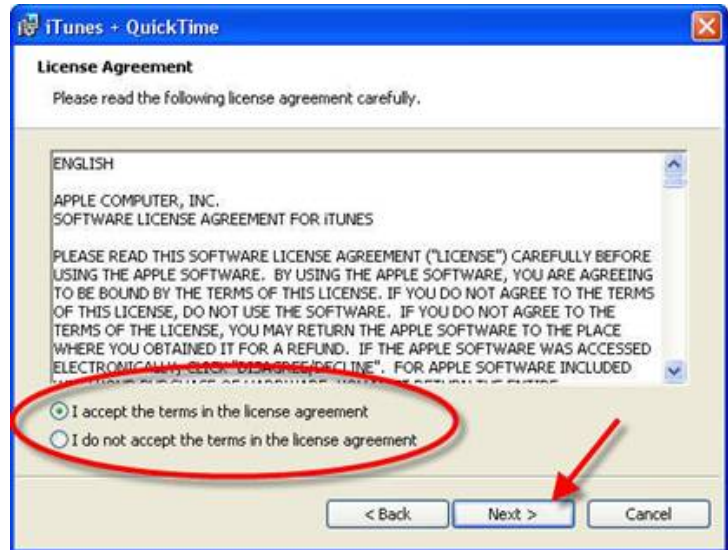 iTunes + QuickTime
License Agreement
Please read the following license agreement carefully.
ENGLISH
APPLE COMPUTER, INC.
SOFTWARE LICENSE AGREEMENT FOR iTUNES
PLEASE READ THIS SOFTWARE LICENSE AGREEMENT ("LICENSE") CAREFULLY BEFORE
USING THE APPLE SOFTWARE. BY USING THE APPLE SOFTWARE, YOU ARE AGREEING
TO BE BOUND BY THE TERMS OF THIS LICENSE. IF YOU DO NOT AGREE TO THE TERMS
OF THIS LICENSE, DO NOT USE THE SOFTWARE. IF YOU DO NOT AGREE TO THE
TERMS OF THE LICENSE, YOU MAY RETURN THE APPLE SOFTWARE TO THE PLACE
WHERE YOU OBTAINED IT FOR A REFUND. IF THE APPLE SOFTWARE WAS ACCESSED
ELECTRONICALLY, CLICK "DISAGREE/DECLINE". FOR APPLE SOFTWARE INCLUDED
I accept the terms in the license agreement
I do not accept the terms in the license agreement
< Back
Next >
Cancel